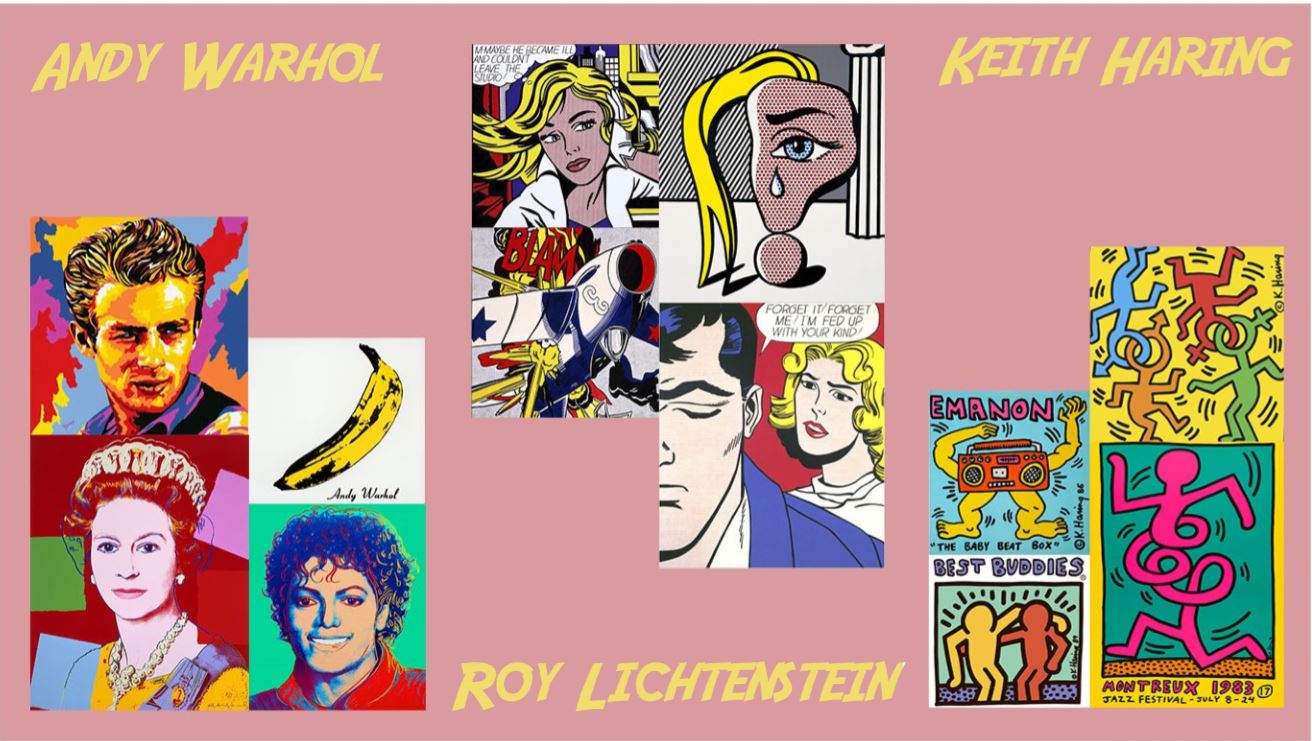 ANDY WARHOL
KEITH HARING
ROY LICHTENSTEIN
M-MAYBE HE BECAME ILL
AND COULDN'T
LEAVE THE
STUDIO!
BLAM
FORGET IT! FORGET
ME! I'M FED UP
WITH YOUR KIND!
Andy Warhol
© K. Haring
EMANON
© K. Haring 86
"THE BABY BEAT BOX"
BEST BUDDIES
MONTREUX 1983 17
JAZZ FESTIVAL - JULY 8-24